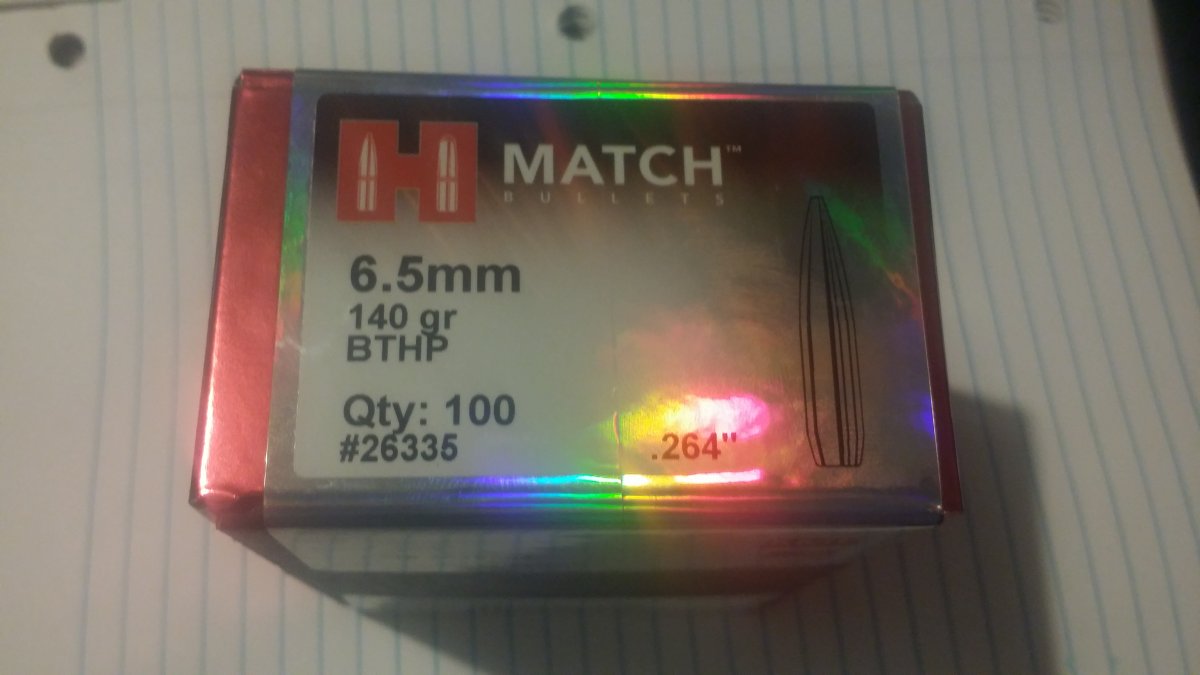 H MATCH™
BULLETS
6.5mm
140 gr
BTHP
Qty: 100
#26335
.264"